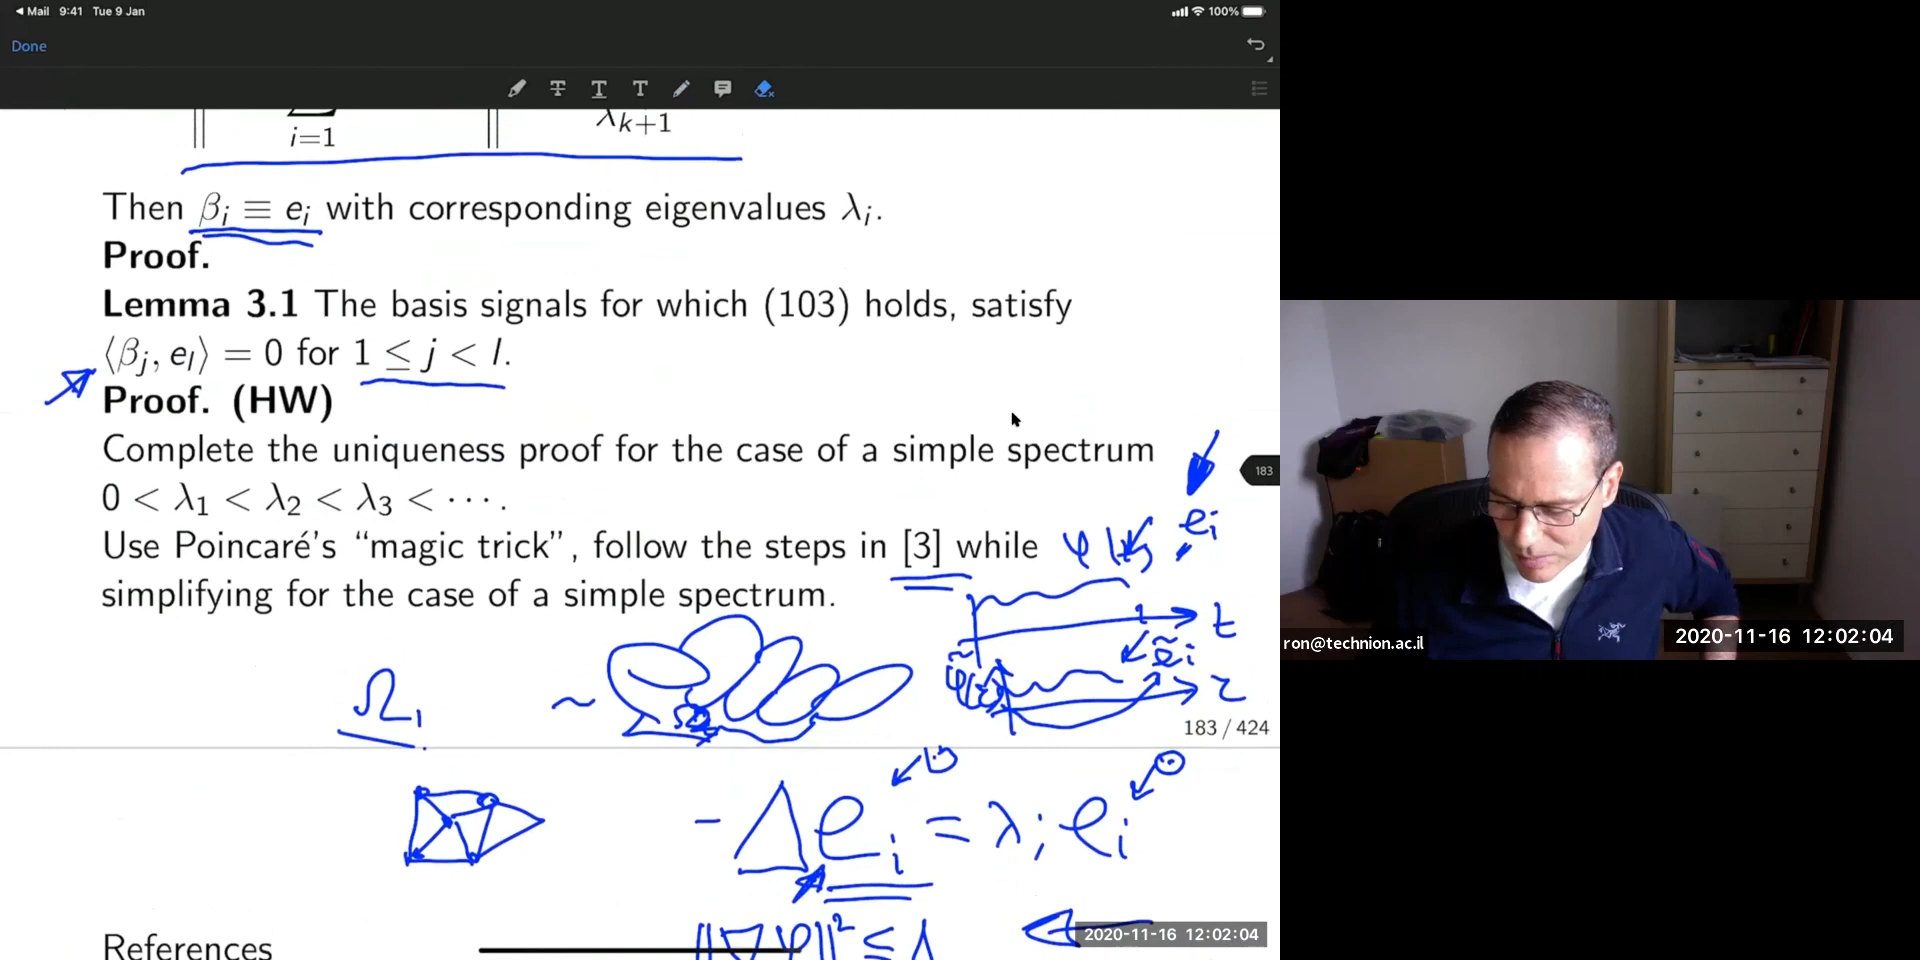 Mail 9:41 Tue 9 Jan 100%
Done
i=1 λk+1
Then βi ≡ ei with corresponding eigenvalues λi.
Proof.
Lemma 3.1 The basis signals for which (103) holds, satisfy
⟨βj, el⟩ = 0 for 1 ≤ j < l.
Proof. (HW)
Complete the uniqueness proof for the case of a simple spectrum
0 < λ1 < λ2 < λ3 < ··· .
183
ei
Use Poincaré's "magic trick", follow the steps in [3] while
simplifying for the case of a simple spectrum.
t
ẽi
Ω1 ~
183 / 424
- Δei = λi ei
‖∇φ‖² ≤
References
2020-11-16 12:02:04
ron@technion.ac.il
2020-11-16 12:02:04